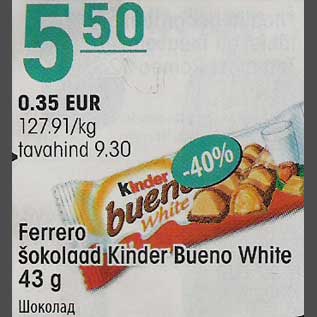 5 50
0.35 EUR
127.91/kg
tavahind 9.30
-40%
kinder
bueno
White
Ferrero
šokolaad Kinder Bueno White
43 g
Шоколад